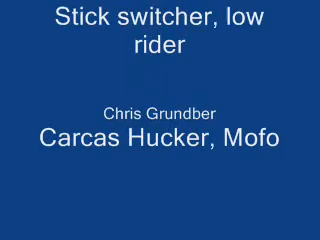 Stick switcher, low
rider
Chris Grundber
Carcas Hucker, Mofo